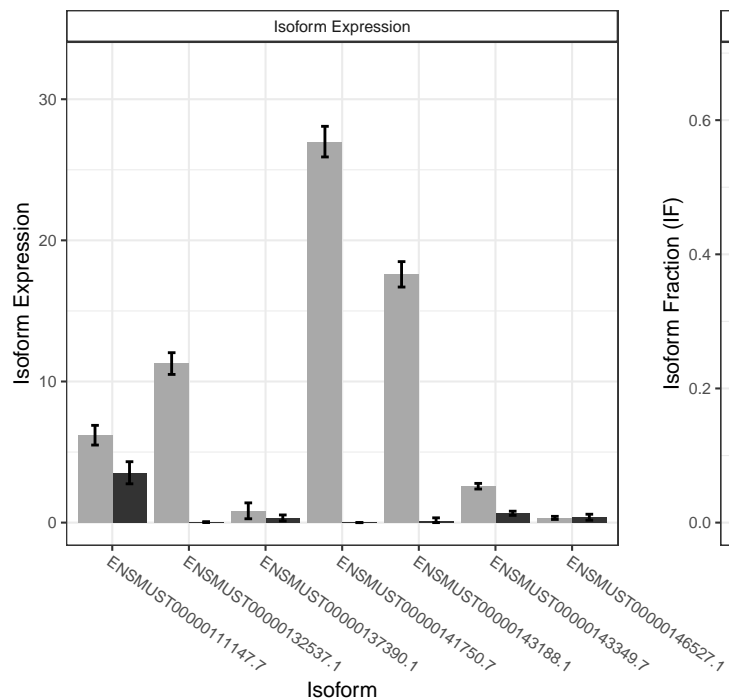 Isoform Expression
Isoform Expression
30
20
10
0
ENSMUST00000111147.7
ENSMUST00000132537.1
ENSMUST00000137390.1
ENSMUST00000141750.7
ENSMUST00000143188.1
ENSMUST00000143349.7
ENSMUST00000146527.1
Isoform
Isoform Fraction (IF)
0.6
0.4
0.2
0.0